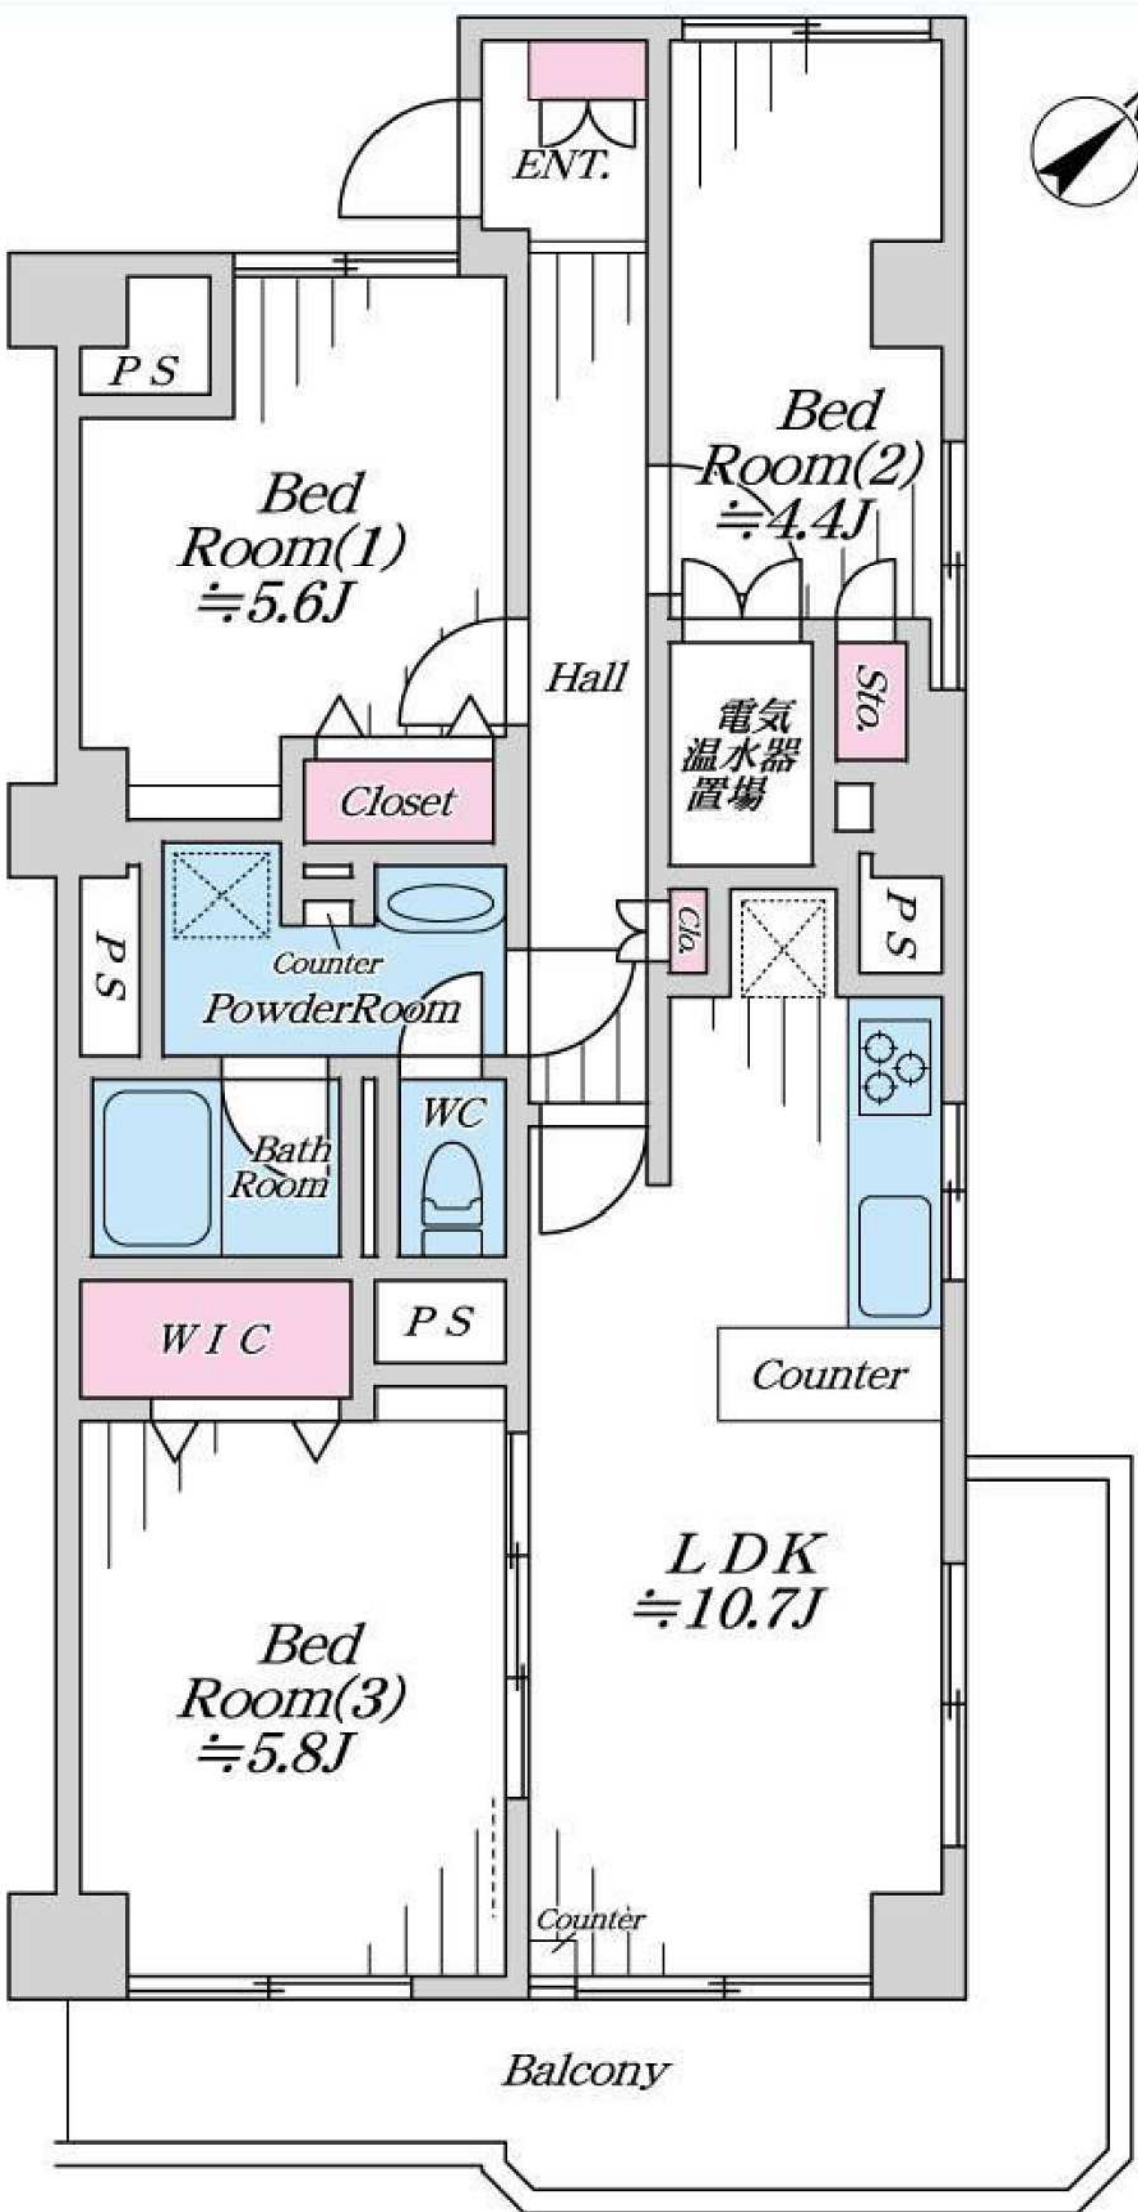 ENT.
P S
Bed
Room(2)
≒4.4J
Bed
Room(1)
≒5.6J
Hall
Sto.
電気
温水器
置場
Closet
Clo.
P S
P S
Counter
PowderRoom
WC
Bath
Room
P S
W I C
Counter
L D K
≒10.7J
Bed
Room(3)
≒5.8J
Counter
Balcony